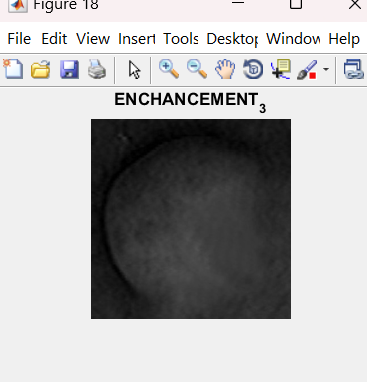 Figure 18
File Edit View Insert Tools Desktop Window Help
ENCHANCEMENT3